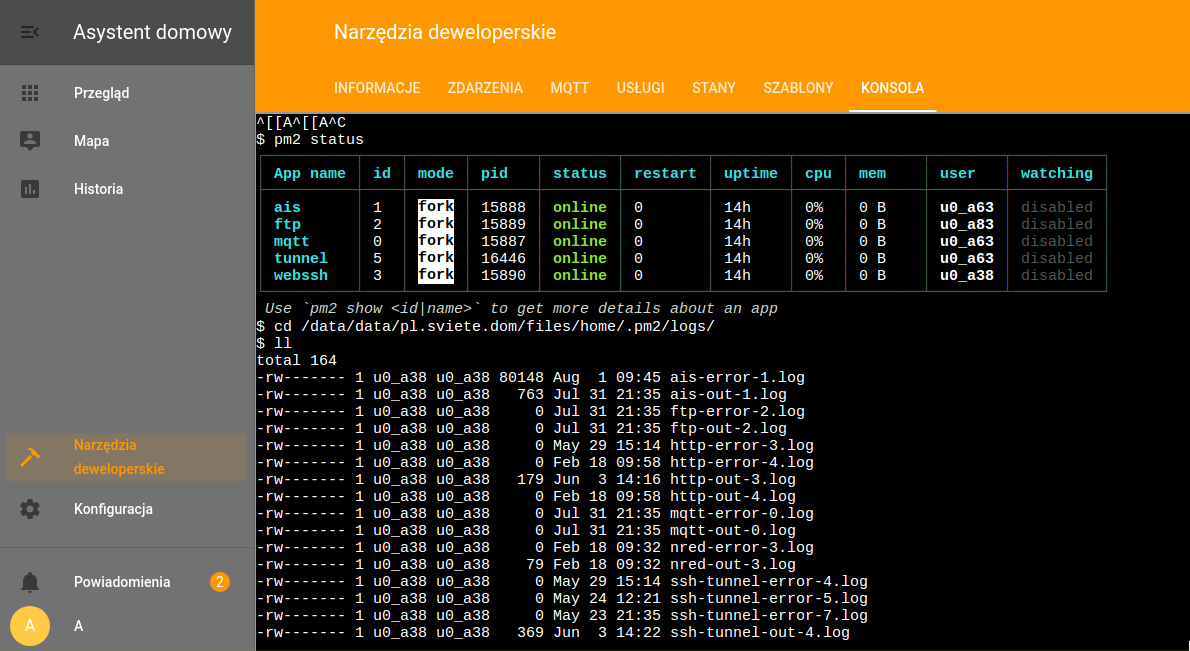 Asystent domowy
Przegląd
Mapa
Historia
Narzędzia
deweloperskie
Konfiguracja
Powiadomienia 2
A A
Narzędzia deweloperskie
INFORMACJE ZDARZENIA MQTT USŁUGI STANY SZABLONY KONSOLA
^[[A^[[A^C
$ pm2 status
App name id mode pid status restart uptime cpu mem user watching
ais 1 fork 15888 online 0 14h 0% 0 B u0_a63 disabled
ftp 2 fork 15889 online 0 14h 0% 0 B u0_a83 disabled
mqtt 0 fork 15887 online 0 14h 0% 0 B u0_a63 disabled
tunnel 5 fork 16446 online 0 14h 0% 0 B u0_a63 disabled
webssh 3 fork 15890 online 0 14h 0% 0 B u0_a38 disabled
Use `pm2 show <id|name>` to get more details about an app
$ cd /data/data/pl.sviete.dom/files/home/.pm2/logs/
$ ll
total 164
-rw------- 1 u0_a38 u0_a38 80148 Aug  1 09:45 ais-error-1.log
-rw------- 1 u0_a38 u0_a38   763 Jul 31 21:35 ais-out-1.log
-rw------- 1 u0_a38 u0_a38     0 Jul 31 21:35 ftp-error-2.log
-rw------- 1 u0_a38 u0_a38     0 Jul 31 21:35 ftp-out-2.log
-rw------- 1 u0_a38 u0_a38     0 May 29 15:14 http-error-3.log
-rw------- 1 u0_a38 u0_a38     0 Feb 18 09:58 http-error-4.log
-rw------- 1 u0_a38 u0_a38   179 Jun  3 14:16 http-out-3.log
-rw------- 1 u0_a38 u0_a38     0 Feb 18 09:58 http-out-4.log
-rw------- 1 u0_a38 u0_a38     0 Jul 31 21:35 mqtt-error-0.log
-rw------- 1 u0_a38 u0_a38     0 Jul 31 21:35 mqtt-out-0.log
-rw------- 1 u0_a38 u0_a38     0 Feb 18 09:32 nred-error-3.log
-rw------- 1 u0_a38 u0_a38    79 Feb 18 09:32 nred-out-3.log
-rw------- 1 u0_a38 u0_a38     0 May 29 15:14 ssh-tunnel-error-4.log
-rw------- 1 u0_a38 u0_a38     0 May 24 12:21 ssh-tunnel-error-5.log
-rw------- 1 u0_a38 u0_a38     0 May 23 21:35 ssh-tunnel-error-7.log
-rw------- 1 u0_a38 u0_a38   369 Jun  3 14:22 ssh-tunnel-out-4.log